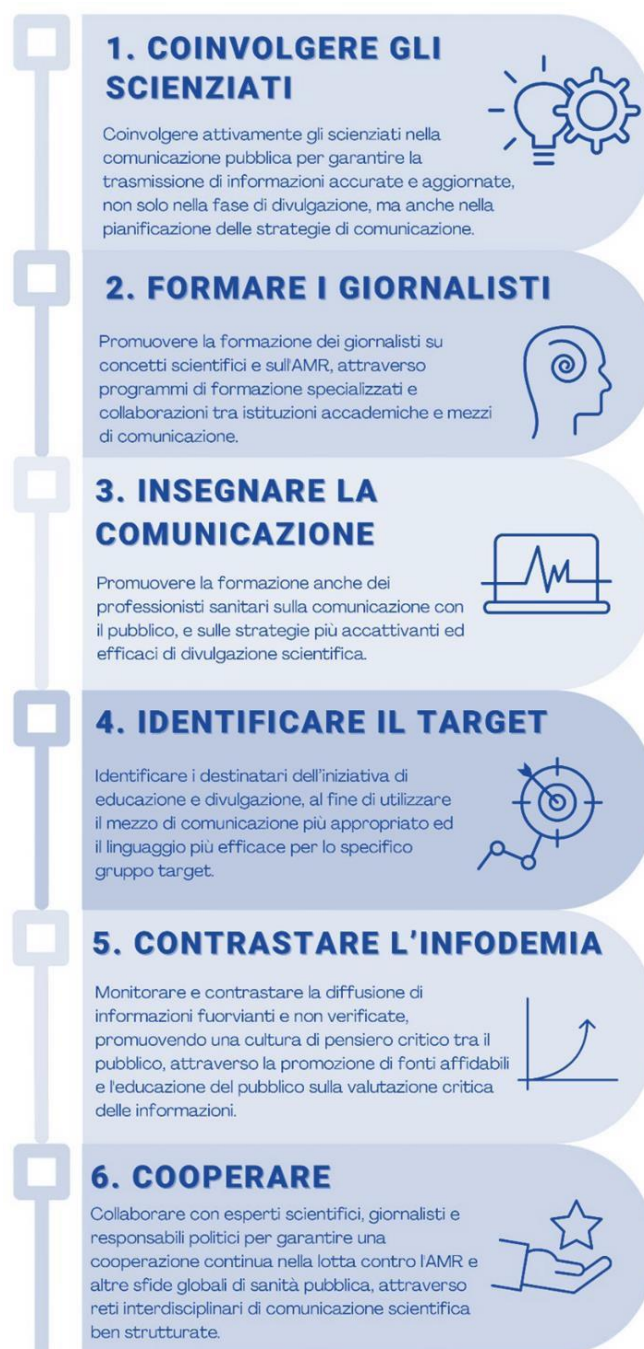 1. COINVOLGERE GLI
SCIENZIATI
Coinvolgere attivamente gli scienziati nella
comunicazione pubblica per garantire la
trasmissione di informazioni accurate e aggiornate,
non solo nella fase di divulgazione, ma anche nella
pianificazione delle strategie di comunicazione.
2. FORMARE I GIORNALISTI
Promuovere la formazione dei giornalisti su
concetti scientifici e sull'AMR, attraverso
programmi di formazione specializzati e
collaborazioni tra istituzioni accademiche e mezzi
di comunicazione.
3. INSEGNARE LA
COMUNICAZIONE
Promuovere la formazione anche dei
professionisti sanitari sulla comunicazione con
il pubblico, e sulle strategie più accattivanti ed
efficaci di divulgazione scientifica.
4. IDENTIFICARE IL TARGET
Identificare i destinatari dell'iniziativa di
educazione e divulgazione, al fine di utilizzare
il mezzo di comunicazione più appropriato ed
il linguaggio più efficace per lo specifico
gruppo target.
5. CONTRASTARE L'INFODEMIA
Monitorare e contrastare la diffusione di
informazioni fuorvianti e non verificate,
promuovendo una cultura di pensiero critico tra il
pubblico, attraverso la promozione di fonti affidabili
e l'educazione del pubblico sulla valutazione critica
delle informazioni.
6. COOPERARE
Collaborare con esperti scientifici, giornalisti e
responsabili politici per garantire una
cooperazione continua nella lotta contro l'AMR e
altre sfide globali di sanità pubblica, attraverso
reti interdisciplinari di comunicazione scientifica
ben strutturate.